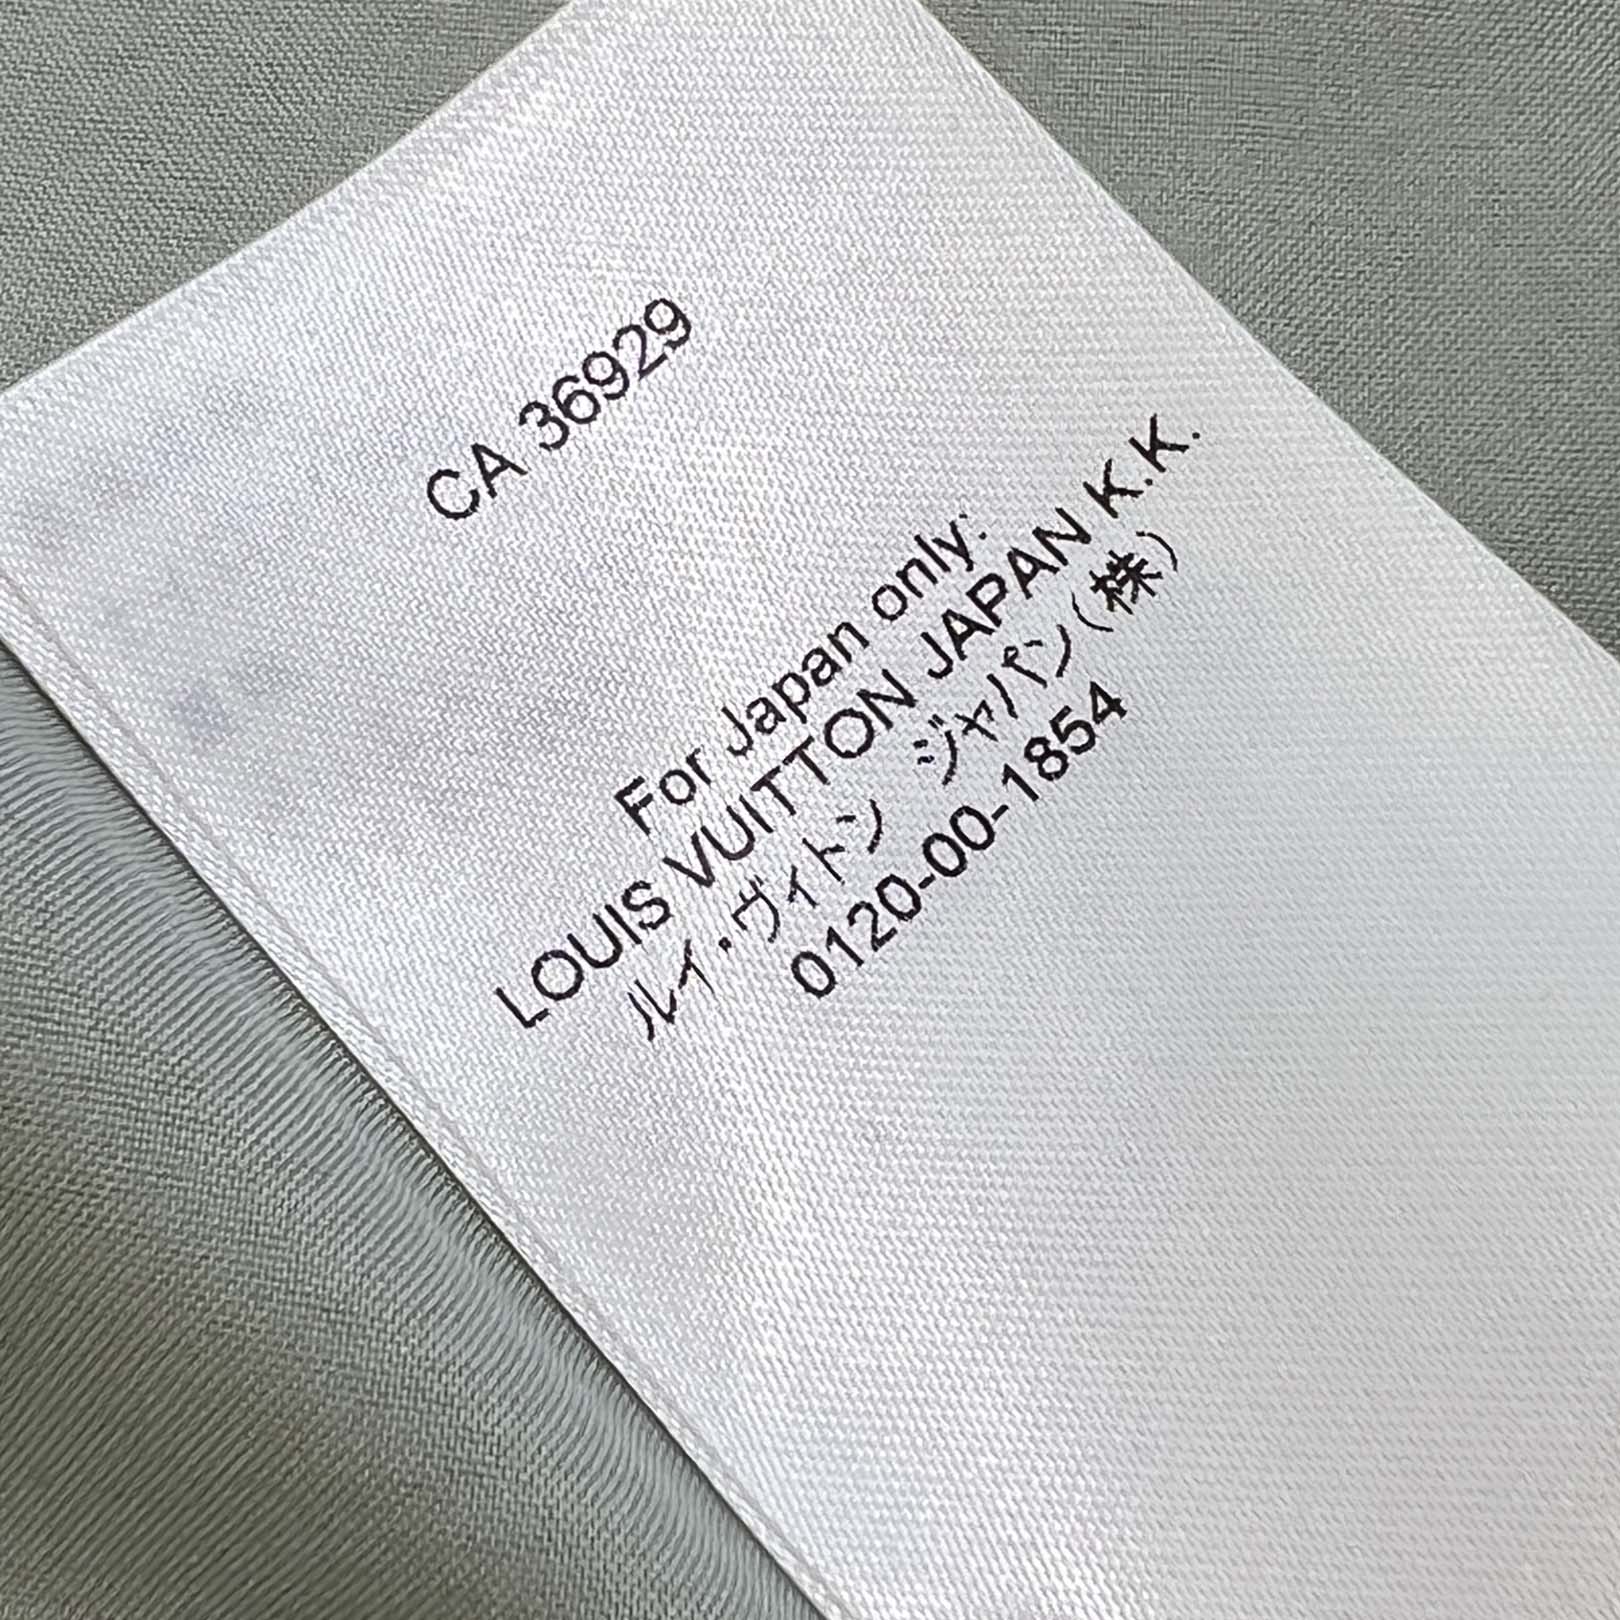 CA 36929
For Japan only:
LOUIS VUITTON JAPAN K.K.
ルイ・ヴィトン ジャパン(株)
0120-00-1854